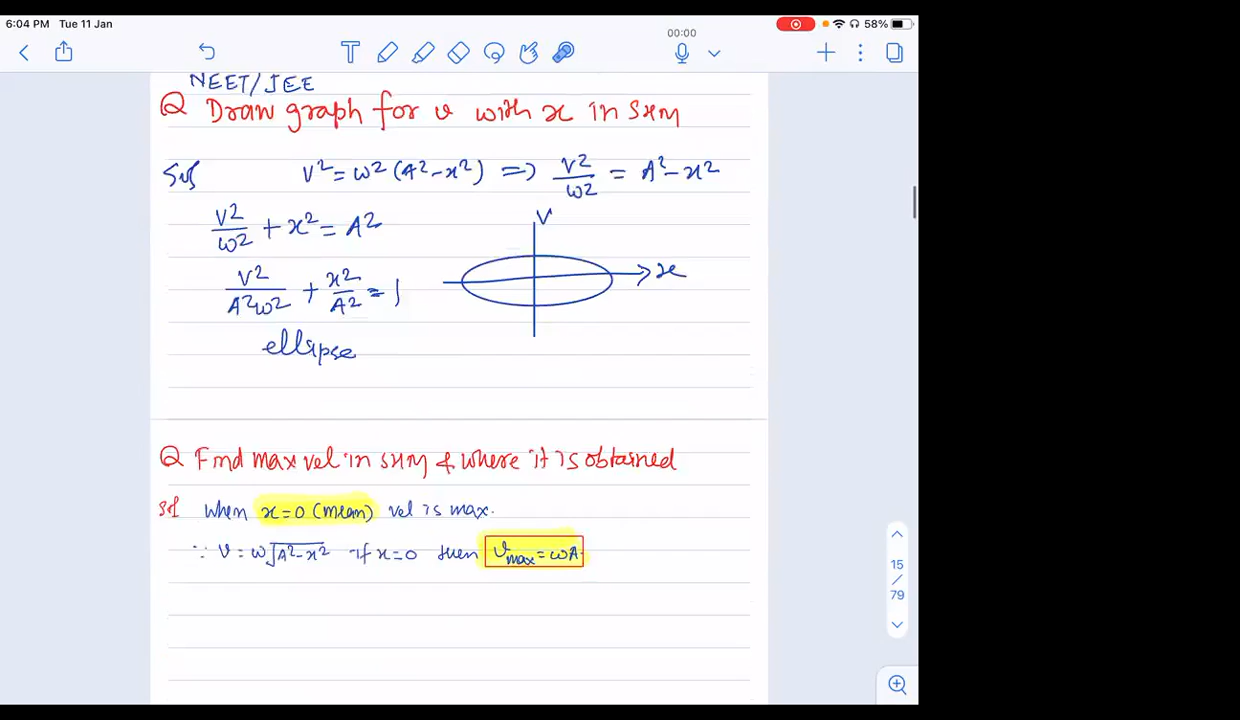 6:04 PM Tue 11 Jan
58%
00:00
T
NEET/JEE
Q Draw graph for v with x in SHM
Sol V² = ω² (A² - x²) ⇒ V²/ω² = A² - x²
V²/ω² + x² = A²
V
V²/A²ω² + x²/A² = 1
x
ellipse
Q Find max vel in SHM & where it is obtained
Sol When x=0 (mean) vel is max.
∵ V = ω√A²-x² if x=0 then Vmax = ωA
15
/
79